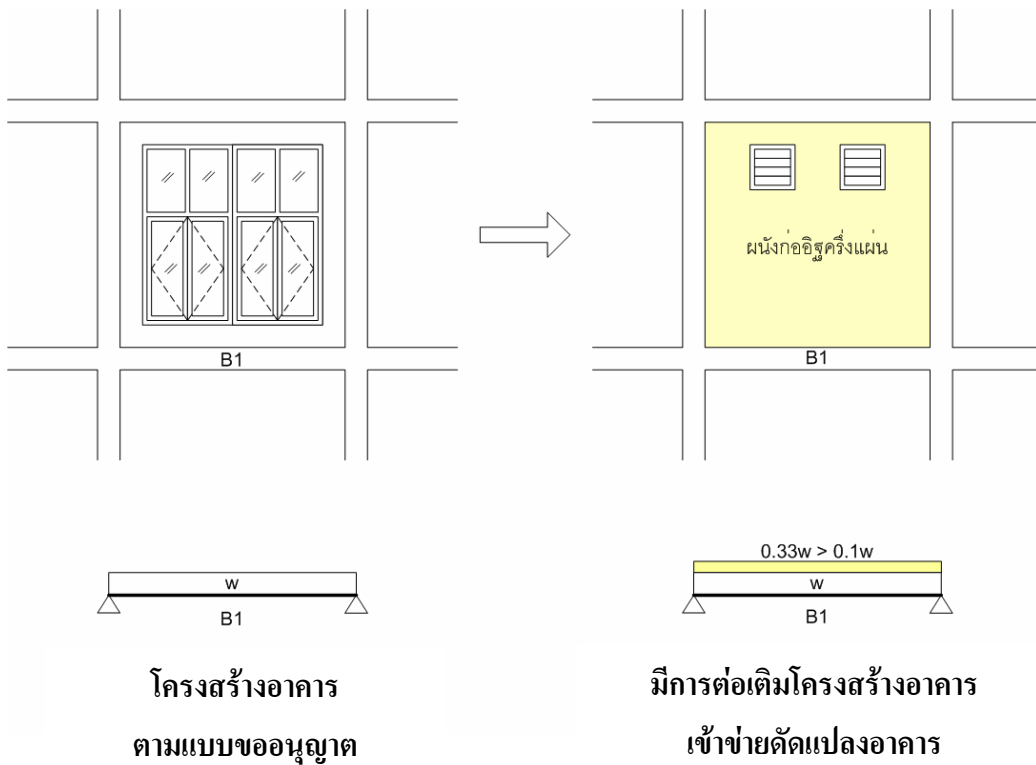 ผนังก่ออิฐครึ่งแผ่น
B1
B1
w
B1
0.33w > 0.1w
w
B1
โครงสร้างอาคาร
ตามแบบขออนุญาต
มีการต่อเติมโครงสร้างอาคาร
เข้าข่ายดัดแปลงอาคาร